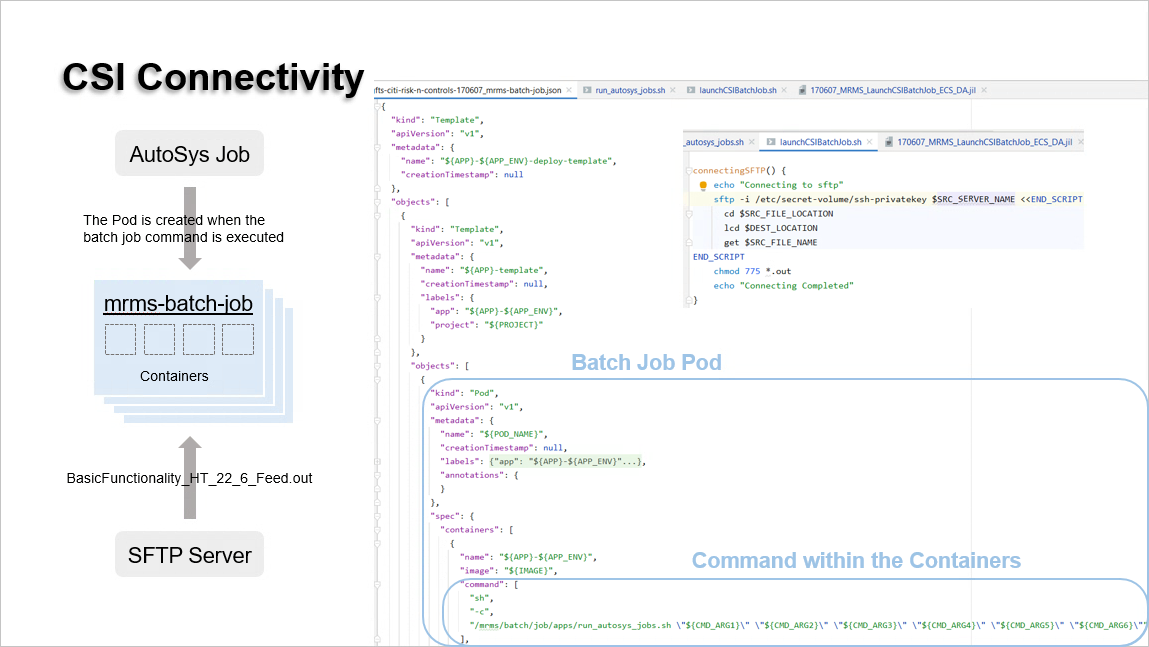 CSI Connectivity
AutoSys Job
The Pod is created when the
batch job command is executed
mrms-batch-job
Containers
BasicFunctionality_HT_22_6_Feed.out
SFTP Server
fts-citi-risk-n-controls-170607_mrms-batch-job.json
run_autosys_jobs.sh
launchCSIBatchJob.sh
170607_MRMS_LaunchCSIBatchJob_ECS_DA.jil
{
"kind": "Template",
"apiVersion": "v1",
"metadata": {
"name": "${APP}-${APP_ENV}-deploy-template",
"creationTimestamp": null
},
"objects": [
{
"kind": "Template",
"apiVersion": "v1",
"metadata": {
"name": "${APP}-template",
"creationTimestamp": null,
"labels": {
"app": "${APP}-${APP_ENV}",
"project": "${PROJECT}"
}
},
"objects": [
{
"kind": "Pod",
"apiVersion": "v1",
"metadata": {
"name": "${POD_NAME}",
"creationTimestamp": null,
"labels": {"app": "${APP}-${APP_ENV}"...},
"annotations": {
}
},
"spec": {
"containers": [
{
"name": "${APP}-${APP_ENV}",
"image": "${IMAGE}",
"command": [
"sh",
"-c",
"/mrms/batch/job/apps/run_autosys_jobs.sh \"${CMD_ARG1}\" \"${CMD_ARG2}\" \"${CMD_ARG3}\" \"${CMD_ARG4}\" \"${CMD_ARG5}\" \"${CMD_ARG6}\""
],
_autosys_jobs.sh
launchCSIBatchJob.sh
170607_MRMS_LaunchCSIBatchJob_ECS_DA.jil
connectingSFTP() {
echo "Connecting to sftp"
sftp -i /etc/secret-volume/ssh-privatekey $SRC_SERVER_NAME <<END_SCRIPT
cd $SRC_FILE_LOCATION
lcd $DEST_LOCATION
get $SRC_FILE_NAME
END_SCRIPT
chmod 775 *.out
echo "Connecting Completed"
}
Batch Job Pod
Command within the Containers